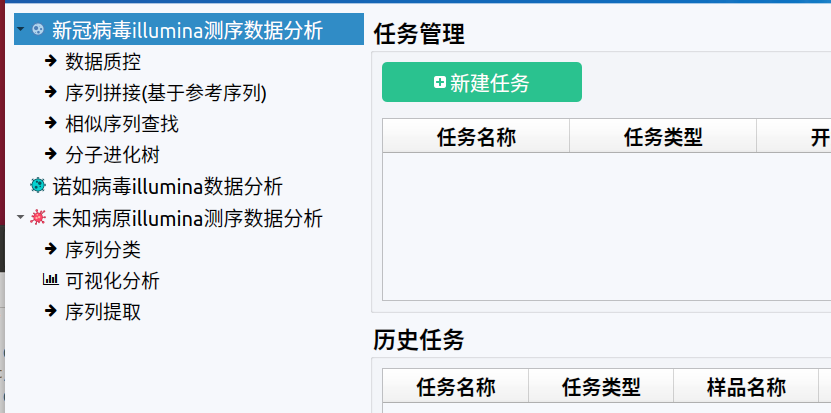 新冠病毒illumina测序数据分析
数据质控
序列拼接(基于参考序列)
相似序列查找
分子进化树
诺如病毒illumina数据分析
未知病原illumina测序数据分析
序列分类
可视化分析
序列提取
任务管理
新建任务
任务名称 任务类型 开
历史任务
任务名称 任务类型 样品名称